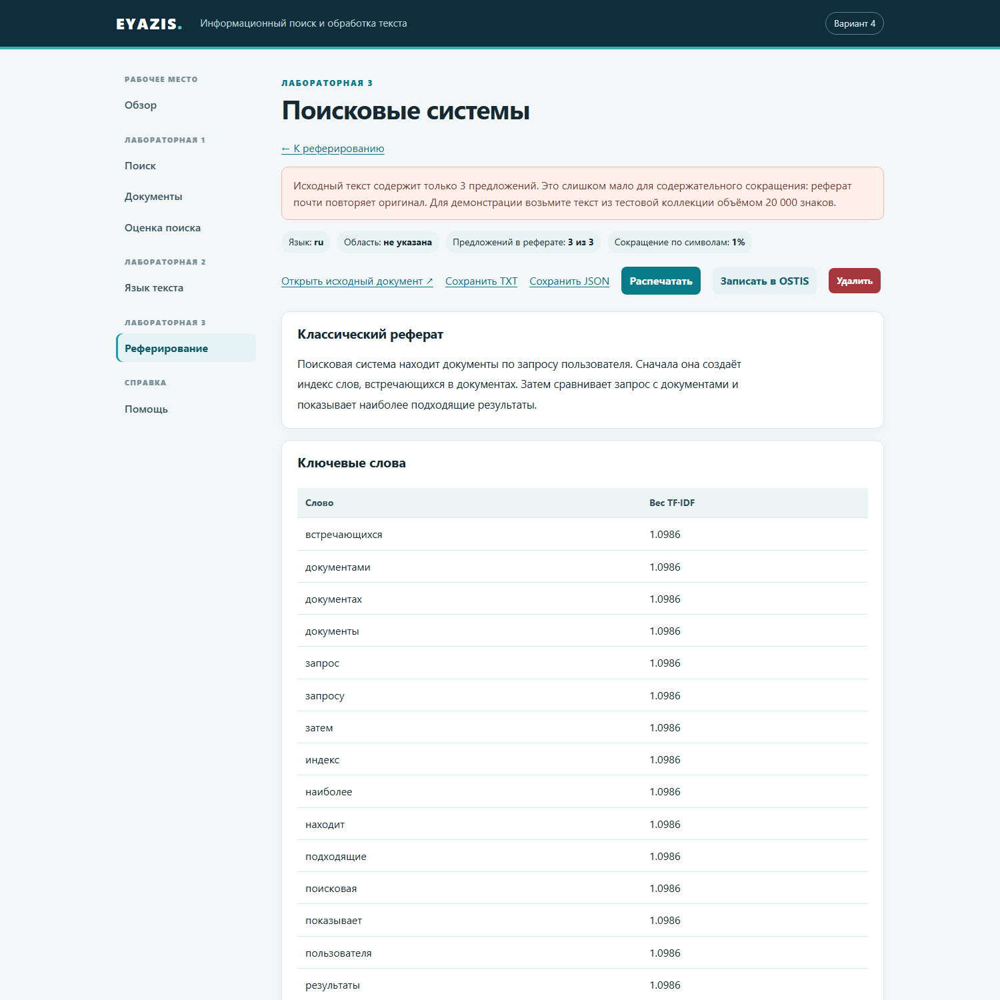 EYAZIS.
Информационный поиск и обработка текста
Вариант 4
РАБОЧЕЕ МЕСТО
Обзор
ЛАБОРАТОРНАЯ 1
Поиск
Документы
Оценка поиска
ЛАБОРАТОРНАЯ 2
Язык текста
ЛАБОРАТОРНАЯ 3
Реферирование
СПРАВКА
Помощь
ЛАБОРАТОРНАЯ 3
Поисковые системы
← К реферированию
Исходный текст содержит только 3 предложений. Это слишком мало для содержательного сокращения: реферат
почти повторяет оригинал. Для демонстрации возьмите текст из тестовой коллекции объёмом 20 000 знаков.
Язык: ru
Область: не указана
Предложений в реферате: 3 из 3
Сокращение по символам: 1%
Открыть исходный документ ↗
Сохранить TXT
Сохранить JSON
Распечатать
Записать в OSTIS
Удалить
Классический реферат
Поисковая система находит документы по запросу пользователя. Сначала она создаёт
индекс слов, встречающихся в документах. Затем сравнивает запрос с документами и
показывает наиболее подходящие результаты.
Ключевые слова
Слово Вес TF·IDF
встречающихся 1.0986
документами 1.0986
документах 1.0986
документы 1.0986
запрос 1.0986
запросу 1.0986
затем 1.0986
индекс 1.0986
наиболее 1.0986
находит 1.0986
подходящие 1.0986
поисковая 1.0986
показывает 1.0986
пользователя 1.0986
результаты 1.0986